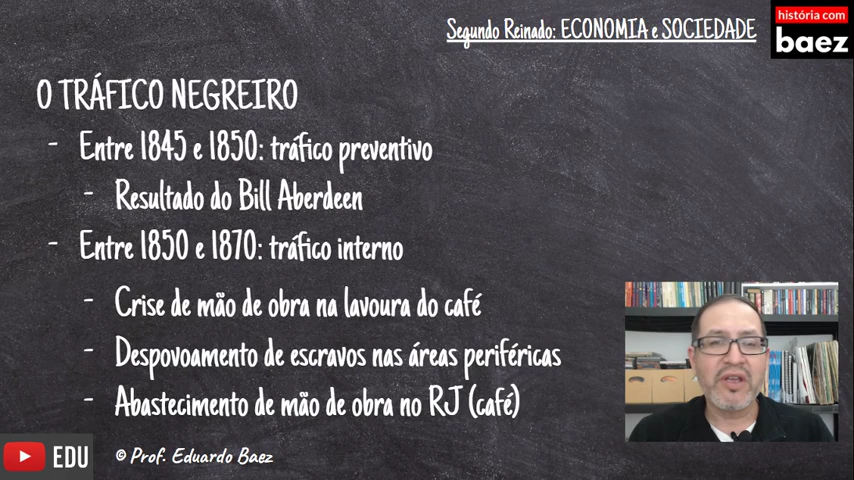 Segundo Reinado: ECONOMIA e SOCIEDADE
história com
baez
O TRÁFICO NEGREIRO
- Entre 1845 e 1850: tráfico preventivo
- Resultado do Bill Aberdeen
- Entre 1850 e 1870: tráfico interno
- Crise de mão de obra na lavoura do café
- Despovoamento de escravos nas áreas periféricas
- Abastecimento de mão de obra no RJ (café)
EDU
© Prof. Eduardo Baez